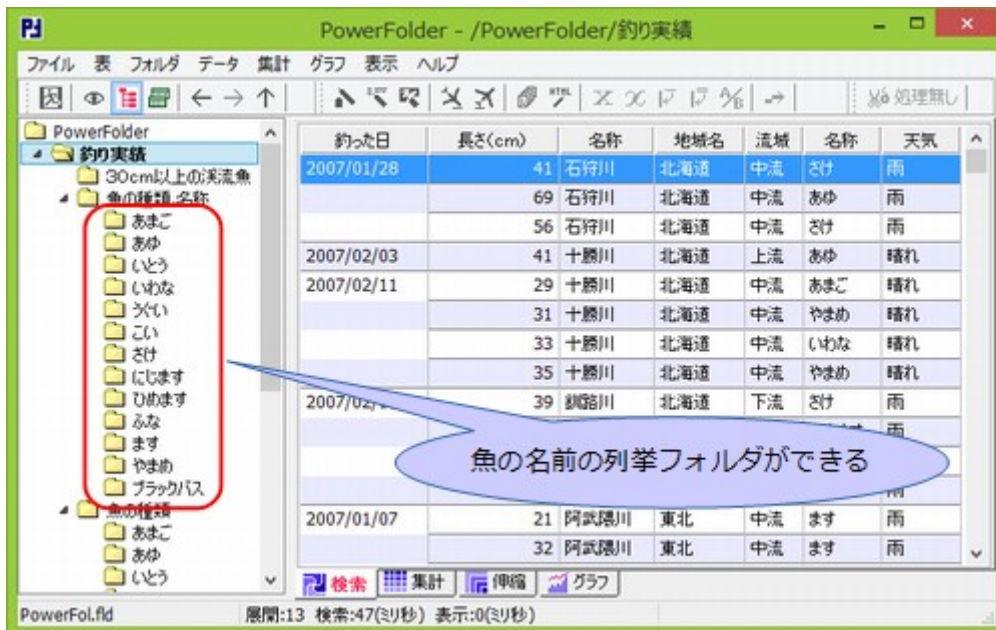 PowerFolder - /PowerFolder/釣り実績
ファイル 表 フォルダ データ 集計 グラフ 表示 ヘルプ
処理無し
PowerFolder
釣り実績
30cm以上の渓流魚
魚の種類.名称
あまご
あゆ
いとう
いわな
うぐい
こい
さけ
にじます
ひめます
ふな
ます
やまめ
ブラックバス
魚の種類
あまご
あゆ
いとう
釣った日 長さ(cm) 名称 地域名 流域 名称 天気
2007/01/28 41 石狩川 北海道 中流 さけ 雨
69 石狩川 北海道 中流 あゆ 雨
56 石狩川 北海道 中流 さけ 雨
2007/02/03 41 十勝川 北海道 上流 あゆ 晴れ
2007/02/11 29 十勝川 北海道 中流 あまご 晴れ
31 十勝川 北海道 中流 やまめ 晴れ
33 十勝川 北海道 中流 いわな 晴れ
35 十勝川 北海道 中流 やまめ 晴れ
2007/02/ 39 釧路川 北海道 下流 さけ 雨
雨
魚の名前の列挙フォルダができる
2007/01/07 21 阿武隈川 東北 中流 ます 雨
32 阿武隈川 東北 中流 ます 雨
検索 集計 伸縮 グラフ
PowerFol.fld 展開:13 検索:47(ミリ秒) 表示:0(ミリ秒)